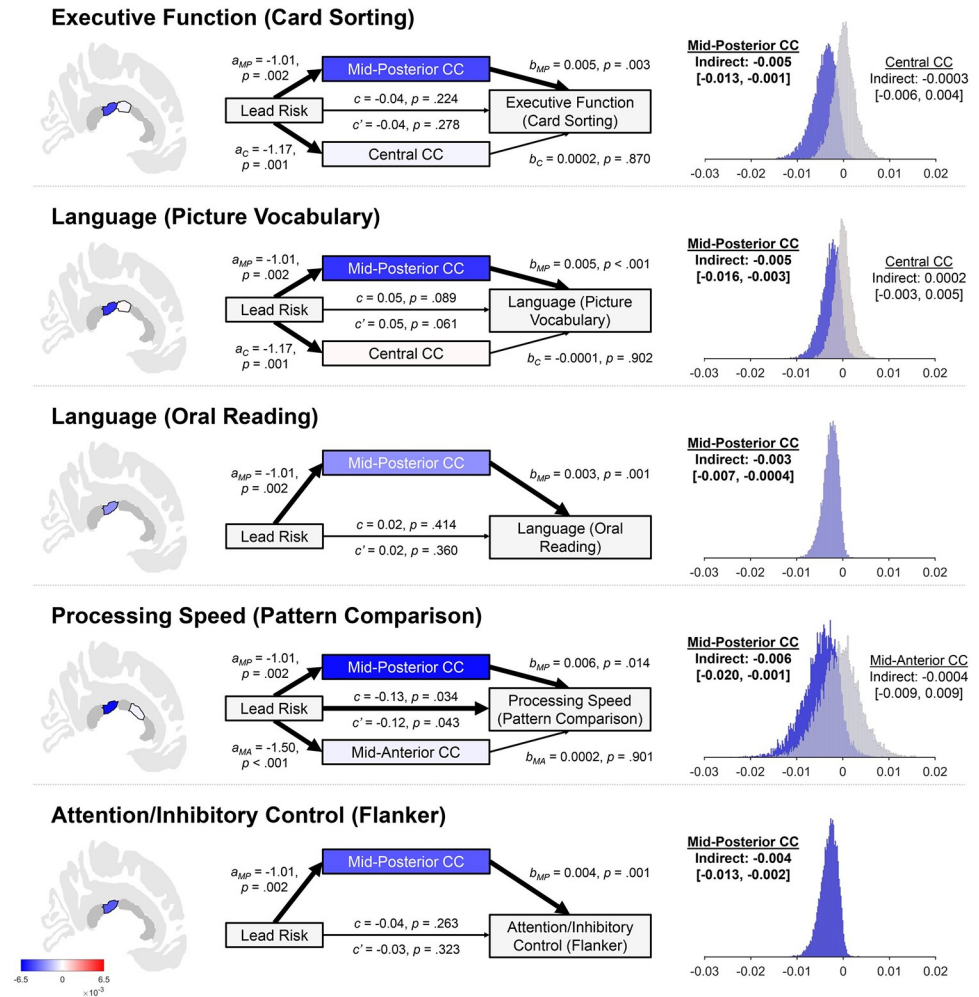 Executive Function (Card Sorting)
a_MP = -1.01,
p = .002
Mid-Posterior CC
b_MP = 0.005, p = .003
Lead Risk
c = -0.04, p = .224
c' = -0.04, p = .278
Executive Function
(Card Sorting)
a_C = -1.17,
p = .001
Central CC
b_C = 0.0002, p = .870
Mid-Posterior CC
Indirect: -0.005
[-0.013, -0.001]
Central CC
Indirect: -0.0003
[-0.006, 0.004]
-0.03 -0.02 -0.01 0 0.01 0.02
Language (Picture Vocabulary)
a_MP = -1.01,
p = .002
Mid-Posterior CC
b_MP = 0.005, p < .001
Lead Risk
c = 0.05, p = .089
c' = 0.05, p = .061
Language (Picture
Vocabulary)
a_C = -1.17,
p = .001
Central CC
b_C = -0.0001, p = .902
Mid-Posterior CC
Indirect: -0.005
[-0.016, -0.003]
Central CC
Indirect: 0.0002
[-0.003, 0.005]
-0.03 -0.02 -0.01 0 0.01 0.02
Language (Oral Reading)
a_MP = -1.01,
p = .002
Mid-Posterior CC
b_MP = 0.003, p = .001
Lead Risk
c = 0.02, p = .414
c' = 0.02, p = .360
Language (Oral
Reading)
Mid-Posterior CC
Indirect: -0.003
[-0.007, -0.0004]
-0.03 -0.02 -0.01 0 0.01 0.02
Processing Speed (Pattern Comparison)
a_MP = -1.01,
p = .002
Mid-Posterior CC
b_MP = 0.006, p = .014
Lead Risk
c = -0.13, p = .034
c' = -0.12, p = .043
Processing Speed
(Pattern Comparison)
a_MA = -1.50,
p < .001
Mid-Anterior CC
b_MA = 0.0002, p = .901
Mid-Posterior CC
Indirect: -0.006
[-0.020, -0.001]
Mid-Anterior CC
Indirect: -0.0004
[-0.009, 0.009]
-0.03 -0.02 -0.01 0 0.01 0.02
Attention/Inhibitory Control (Flanker)
a_MP = -1.01,
p = .002
Mid-Posterior CC
b_MP = 0.004, p = .001
Lead Risk
c = -0.04, p = .263
c' = -0.03, p = .323
Attention/Inhibitory
Control (Flanker)
Mid-Posterior CC
Indirect: -0.004
[-0.013, -0.002]
-0.03 -0.02 -0.01 0 0.01 0.02
-6.5 0 6.5
×10⁻³